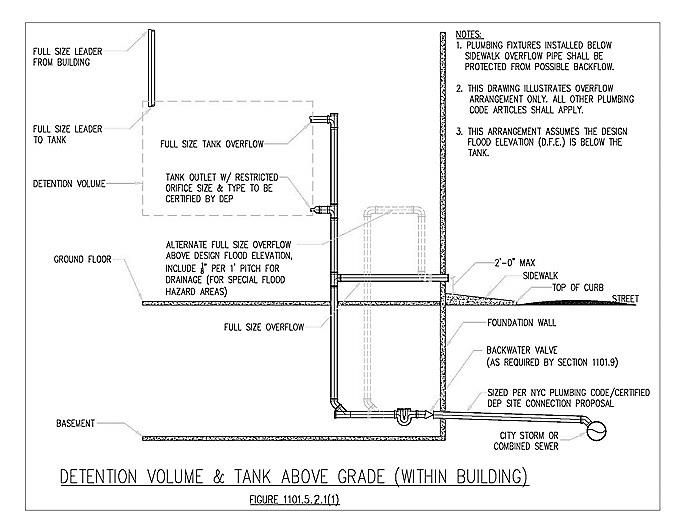 FULL SIZE LEADER
FROM BUILDING
FULL SIZE LEADER
TO TANK
DETENTION VOLUME
GROUND FLOOR
BASEMENT
FULL SIZE TANK OVERFLOW
TANK OUTLET W/ RESTRICTED
ORIFICE SIZE & TYPE TO BE
CERTIFIED BY DEP
ALTERNATE FULL SIZE OVERFLOW
ABOVE DESIGN FLOOD ELEVATION,
INCLUDE 1/8" PER 1' PITCH FOR
DRAINAGE (FOR SPECIAL FLOOD
HAZARD AREAS)
FULL SIZE OVERFLOW
NOTES:
1. PLUMBING FIXTURES INSTALLED BELOW
SIDEWALK OVERFLOW PIPE SHALL BE
PROTECTED FROM POSSIBLE BACKFLOW.
2. THIS DRAWING ILLUSTRATES OVERFLOW
ARRANGEMENT ONLY. ALL OTHER PLUMBING
CODE ARTICLES SHALL APPLY.
3. THIS ARRANGEMENT ASSUMES THE DESIGN
FLOOD ELEVATION (D.F.E.) IS BELOW THE
TANK.
2'-0" MAX
SIDEWALK
TOP OF CURB
STREET
FOUNDATION WALL
BACKWATER VALVE
(AS REQUIRED BY SECTION 1101.9)
SIZED PER NYC PLUMBING CODE/CERTIFIED
DEP SITE CONNECTION PROPOSAL
CITY STORM OR
COMBINED SEWER
DETENTION VOLUME & TANK ABOVE GRADE (WITHIN BUILDING)
FIGURE 1101.5.2.1(1)